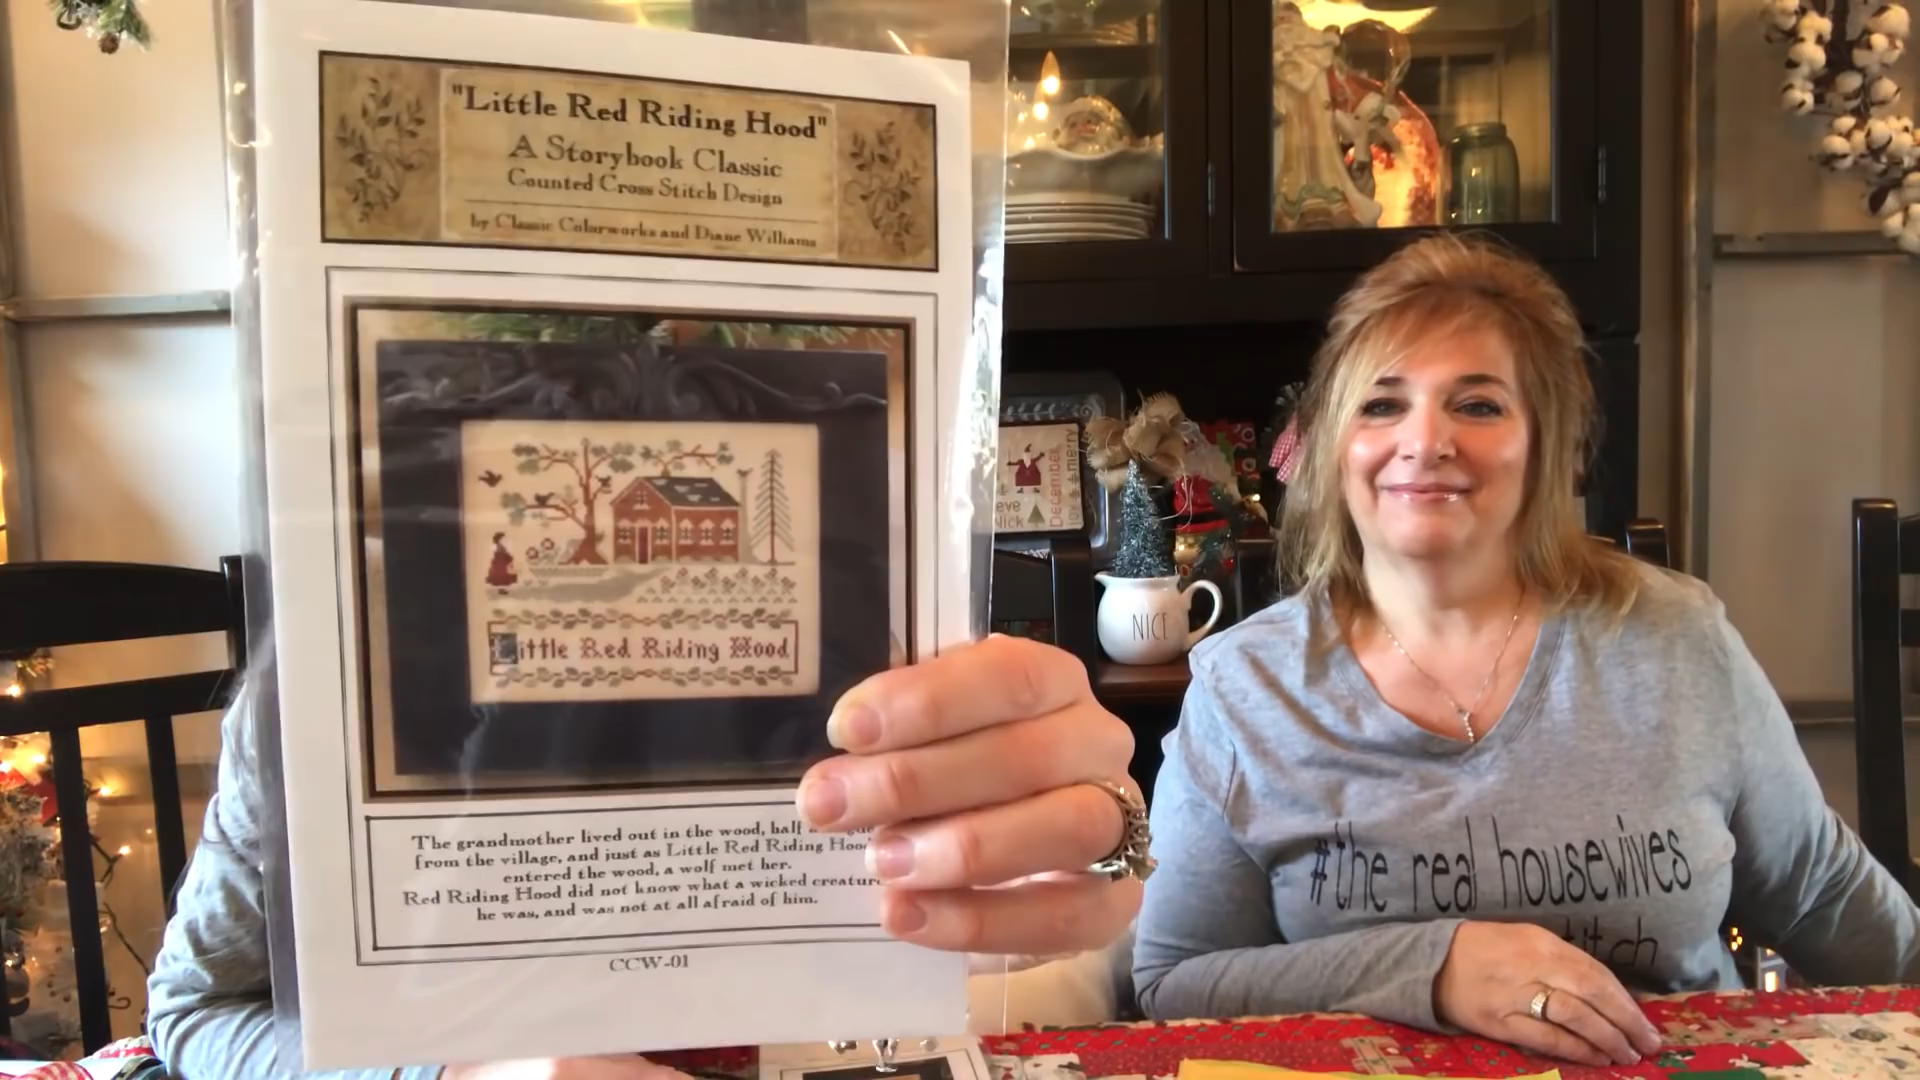 "Little Red Riding Hood"
A Storybook Classic
Counted Cross Stitch Design
by Classic Colorworks and Diane Williams
Little Red Riding Hood
The grandmother lived out in the wood, half a
from the village, and just as Little Red Riding Hood
entered the wood, a wolf met her.
Red Riding Hood did not know what a wicked creature
he was, and was not at all afraid of him.
CCW-01
December
joy merry
Nick
NICE
#the real housewives